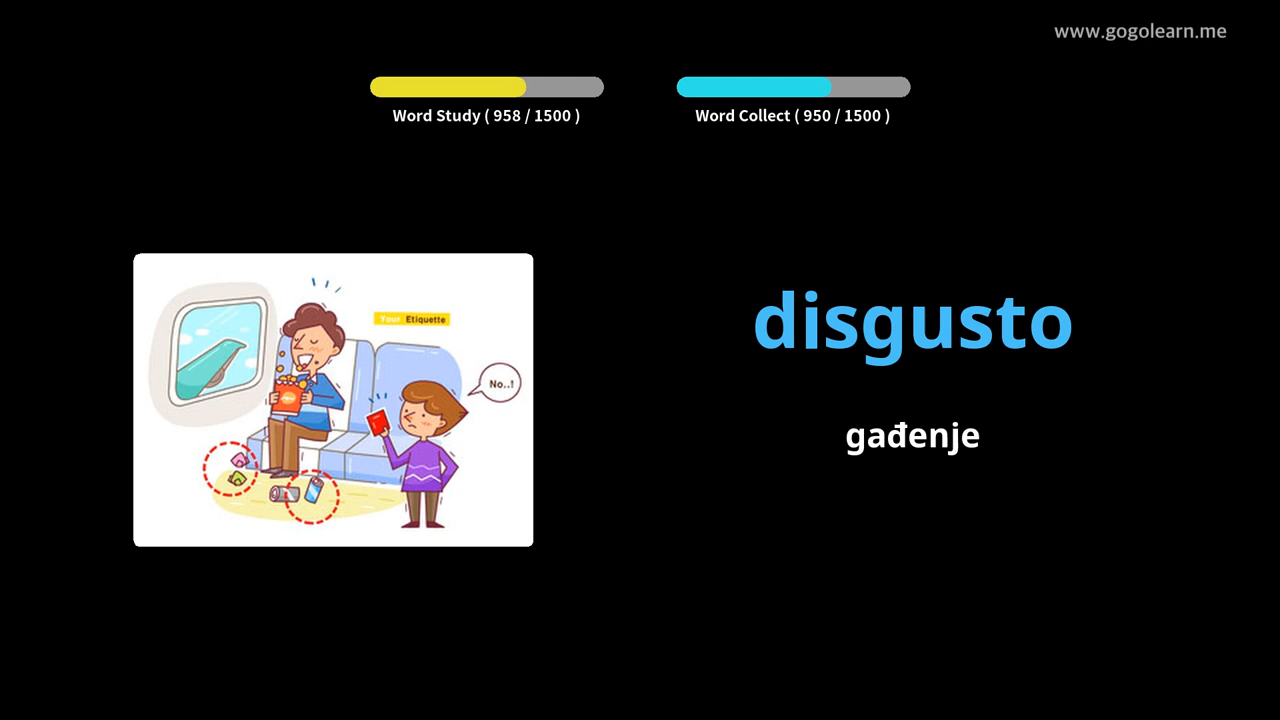 www.gogolearn.me
Word Study ( 958 / 1500 )
Word Collect ( 950 / 1500 )
Your Etiquette
No..!
disgusto
gađenje